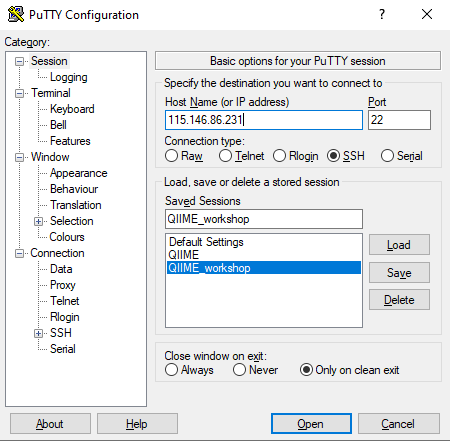 PuTTY Configuration
?
Category:
Session
Logging
Terminal
Keyboard
Bell
Features
Window
Appearance
Behaviour
Translation
Selection
Colours
Connection
Data
Proxy
Telnet
Rlogin
SSH
Serial
Basic options for your PuTTY session
Specify the destination you want to connect to
Host Name (or IP address) Port
115.146.86.231 22
Connection type:
Raw Telnet Rlogin SSH Serial
Load, save or delete a stored session
Saved Sessions
QIIME_workshop
Default Settings
QIIME
QIIME_workshop
Load
Save
Delete
Close window on exit:
Always Never Only on clean exit
About Help Open Cancel